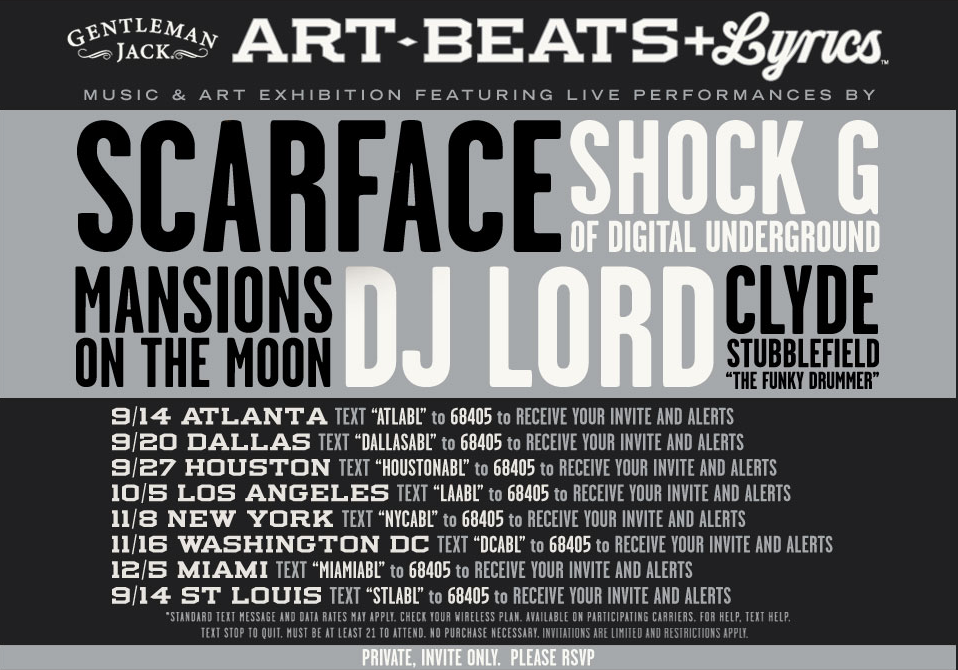 GENTLEMAN JACK. ART·BEATS+Lyrics™
MUSIC & ART EXHIBITION FEATURING LIVE PERFORMANCES BY
SCARFACE
SHOCK G
OF DIGITAL UNDERGROUND
MANSIONS
ON THE MOON
DJ LORD
CLYDE
STUBBLEFIELD
“THE FUNKY DRUMMER”
9/14 ATLANTA TEXT “ATLABL” to 68405 to RECEIVE YOUR INVITE AND ALERTS
9/20 DALLAS TEXT “DALLASABL” to 68405 to RECEIVE YOUR INVITE AND ALERTS
9/27 HOUSTON TEXT “HOUSTONABL” to 68405 to RECEIVE YOUR INVITE AND ALERTS
10/5 LOS ANGELES TEXT “LAABL” to 68405 to RECEIVE YOUR INVITE AND ALERTS
11/8 NEW YORK TEXT “NYCABL” to 68405 to RECEIVE YOUR INVITE AND ALERTS
11/16 WASHINGTON DC TEXT “DCABL” to 68405 to RECEIVE YOUR INVITE AND ALERTS
12/5 MIAMI TEXT “MIAMIABL” to 68405 to RECEIVE YOUR INVITE AND ALERTS
9/14 ST LOUIS TEXT “STLABL” to 68405 to RECEIVE YOUR INVITE AND ALERTS
*STANDARD TEXT MESSAGE AND DATA RATES MAY APPLY. CHECK YOUR WIRELESS PLAN. AVAILABLE ON PARTICIPATING CARRIERS. FOR HELP, TEXT HELP.
TEXT STOP TO QUIT. MUST BE AT LEAST 21 TO ATTEND. NO PURCHASE NECESSARY. INVITATIONS ARE LIMITED AND RESTRICTIONS APPLY.
PRIVATE, INVITE ONLY. PLEASE RSVP